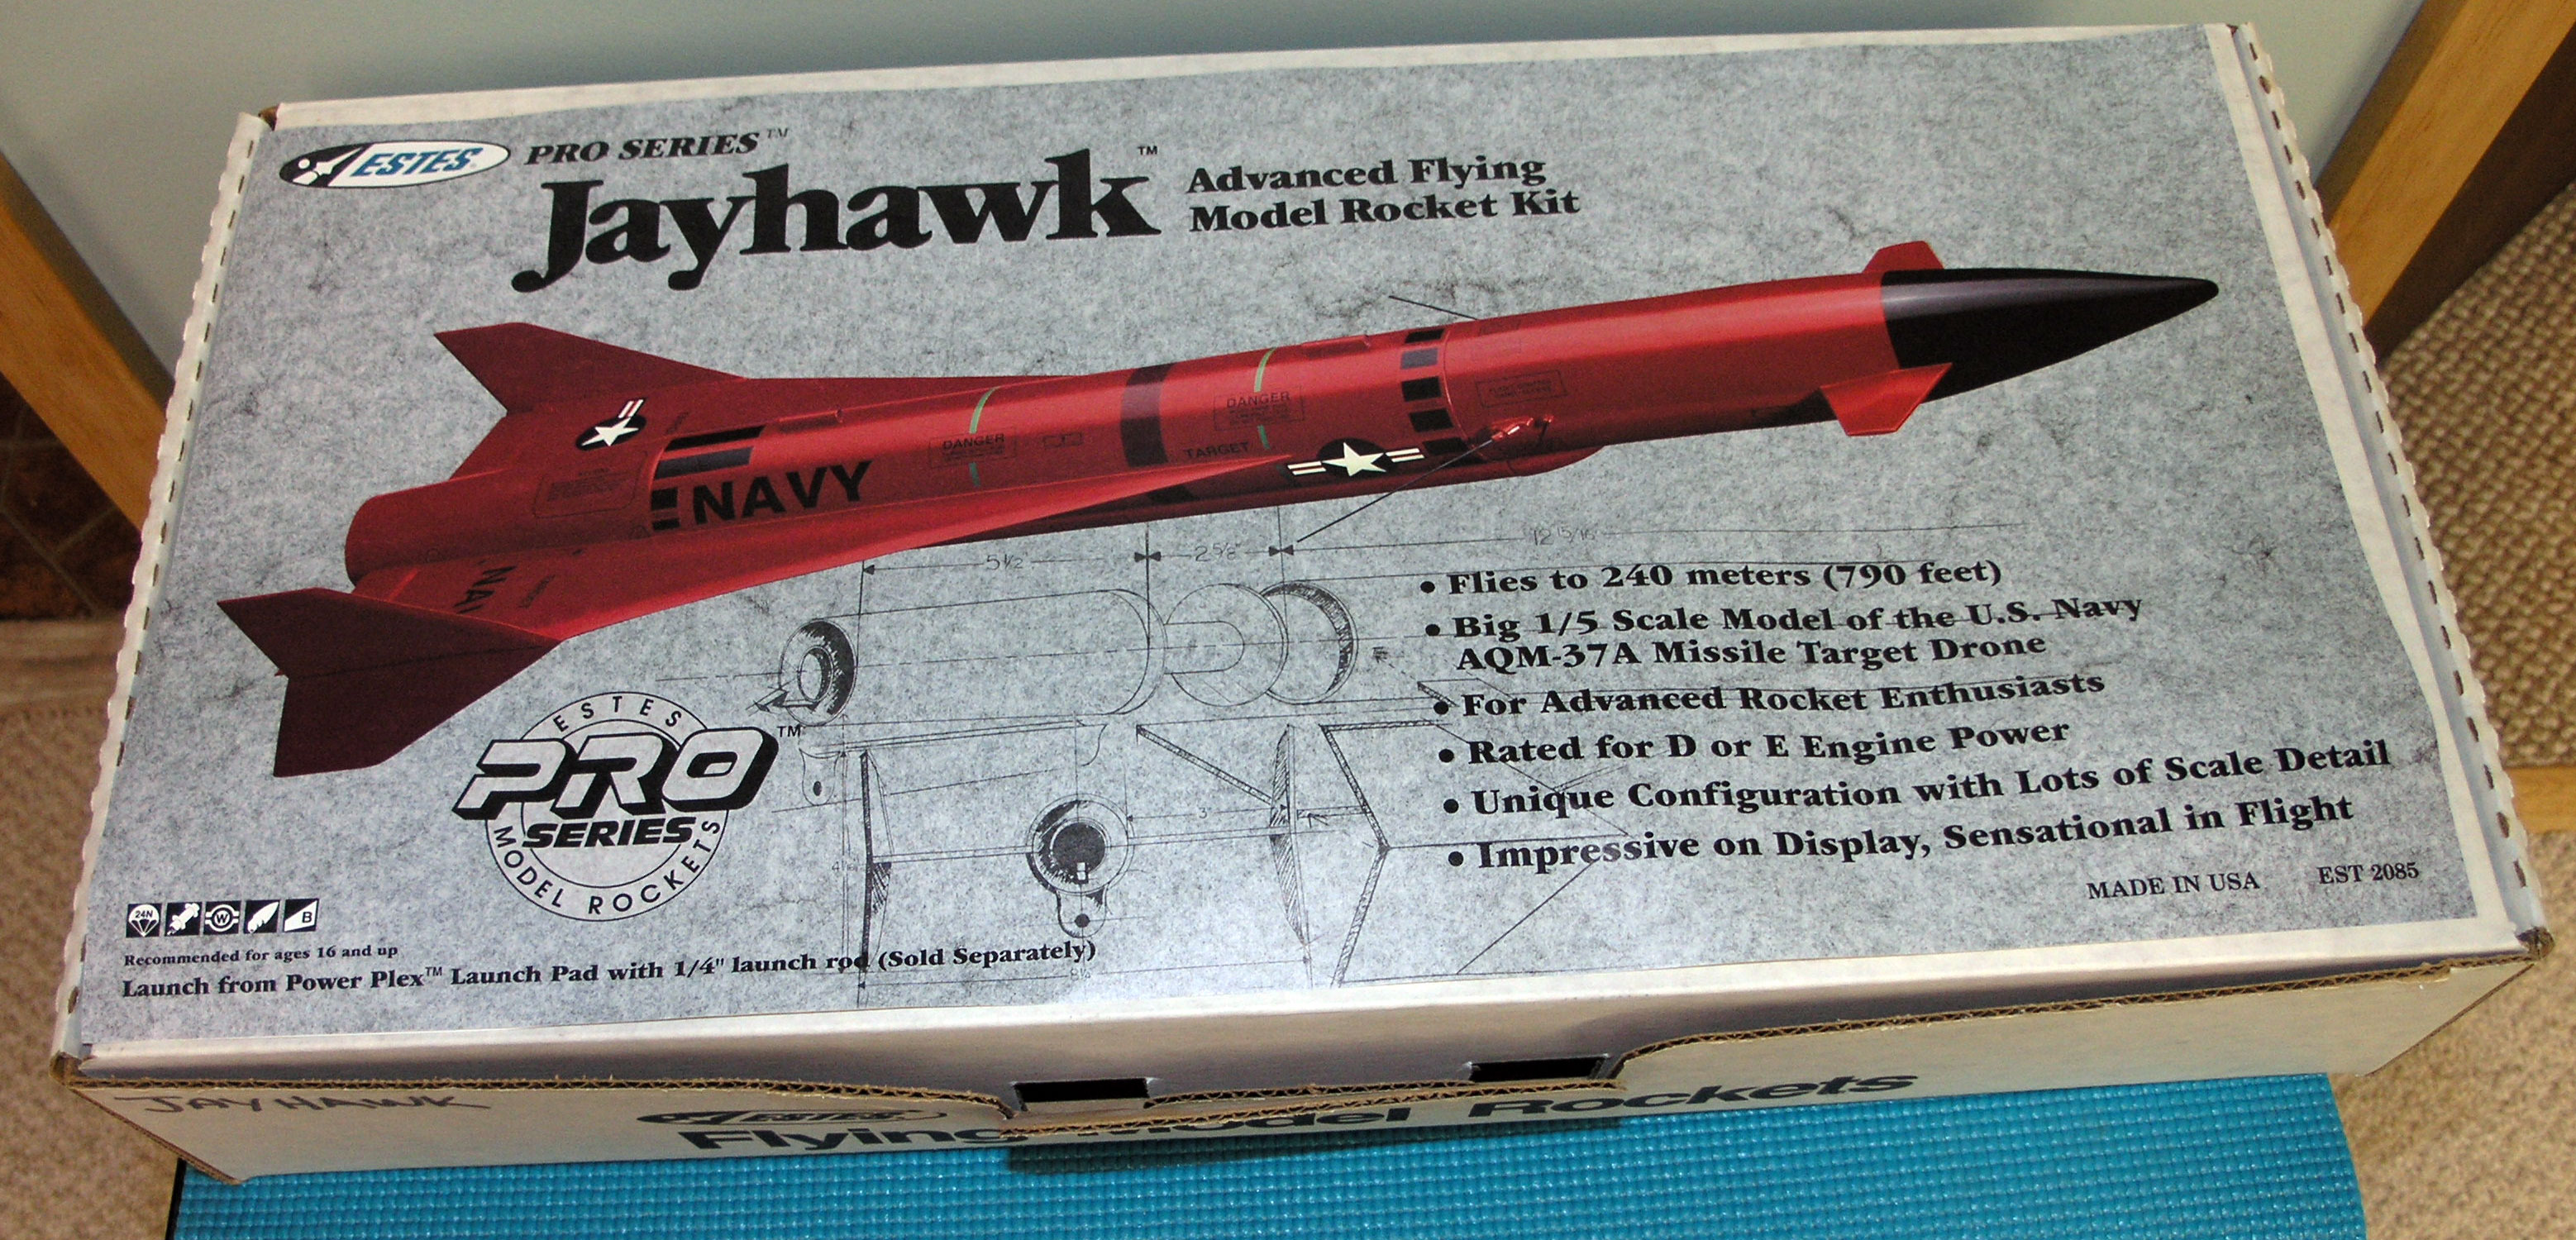 ESTES
PRO SERIES™
Jayhawk™
Advanced Flying
Model Rocket Kit
DANGER
DANGER
TARGET
NAVY
5 1/2
2 5/8
12 15/16
• Flies to 240 meters (790 feet)
• Big 1/5 Scale Model of the U.S. Navy
AQM-37A Missile Target Drone
• For Advanced Rocket Enthusiasts
• Rated for D or E Engine Power
• Unique Configuration with Lots of Scale Detail
• Impressive on Display, Sensational in Flight
MADE IN USA EST 2085
ESTES
PRO™
SERIES
MODEL ROCKETS
3
24N
W
B
Recommended for ages 16 and up
Launch from Power Plex™ Launch Pad with 1/4" launch rod (Sold Separately)
JAYHAWK
ESTES
Flying Model Rockets